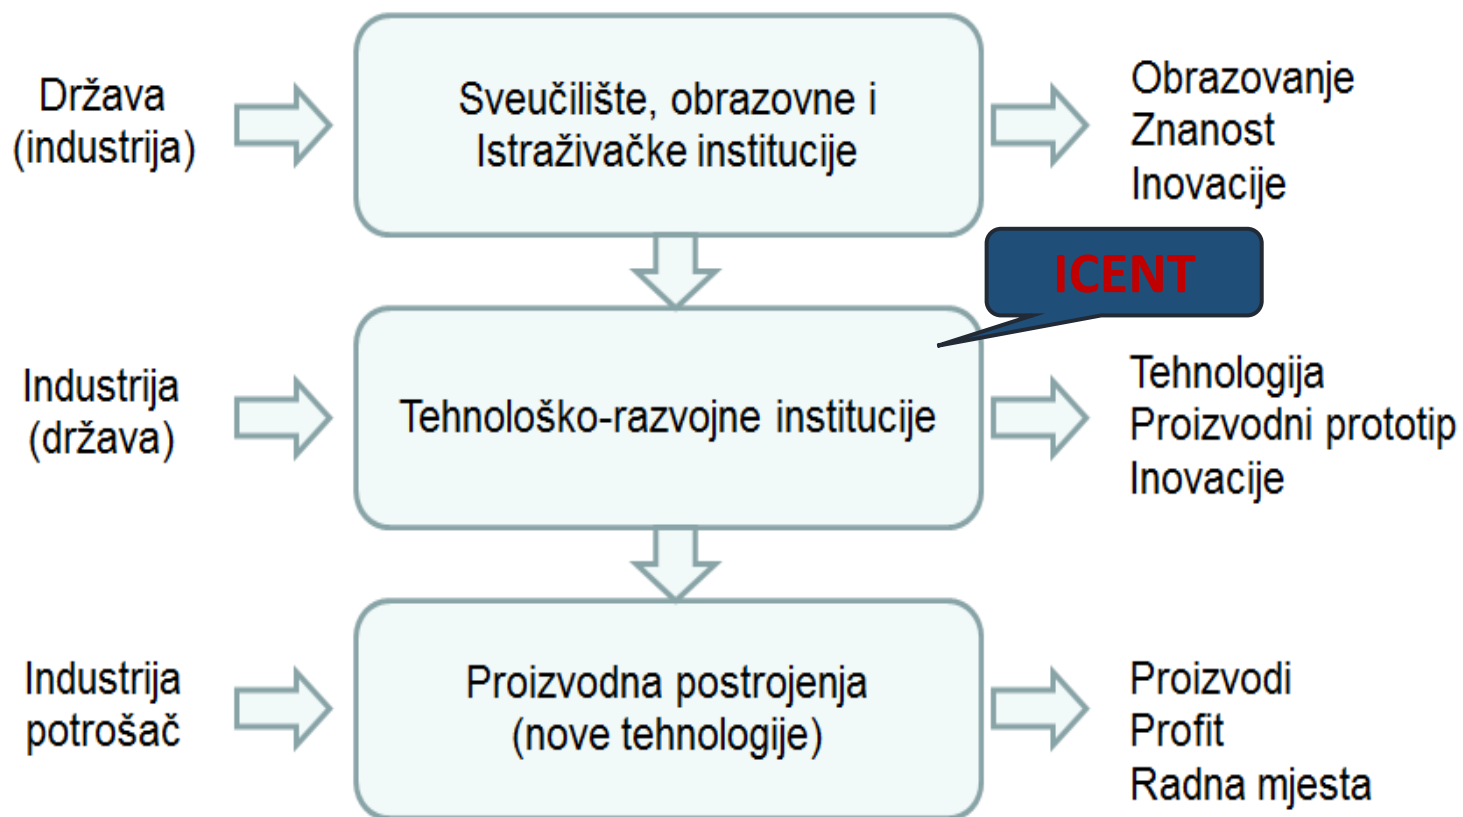 Država
(industrija)
Sveučilište, obrazovne i
Istraživačke institucije
Obrazovanje
Znanost
Inovacije
ICENT
Industrija
(država)
Tehnološko-razvojne institucije
Tehnologija
Proizvodni prototip
Inovacije
Industrija
potrošač
Proizvodna postrojenja
(nove tehnologije)
Proizvodi
Profit
Radna mjesta